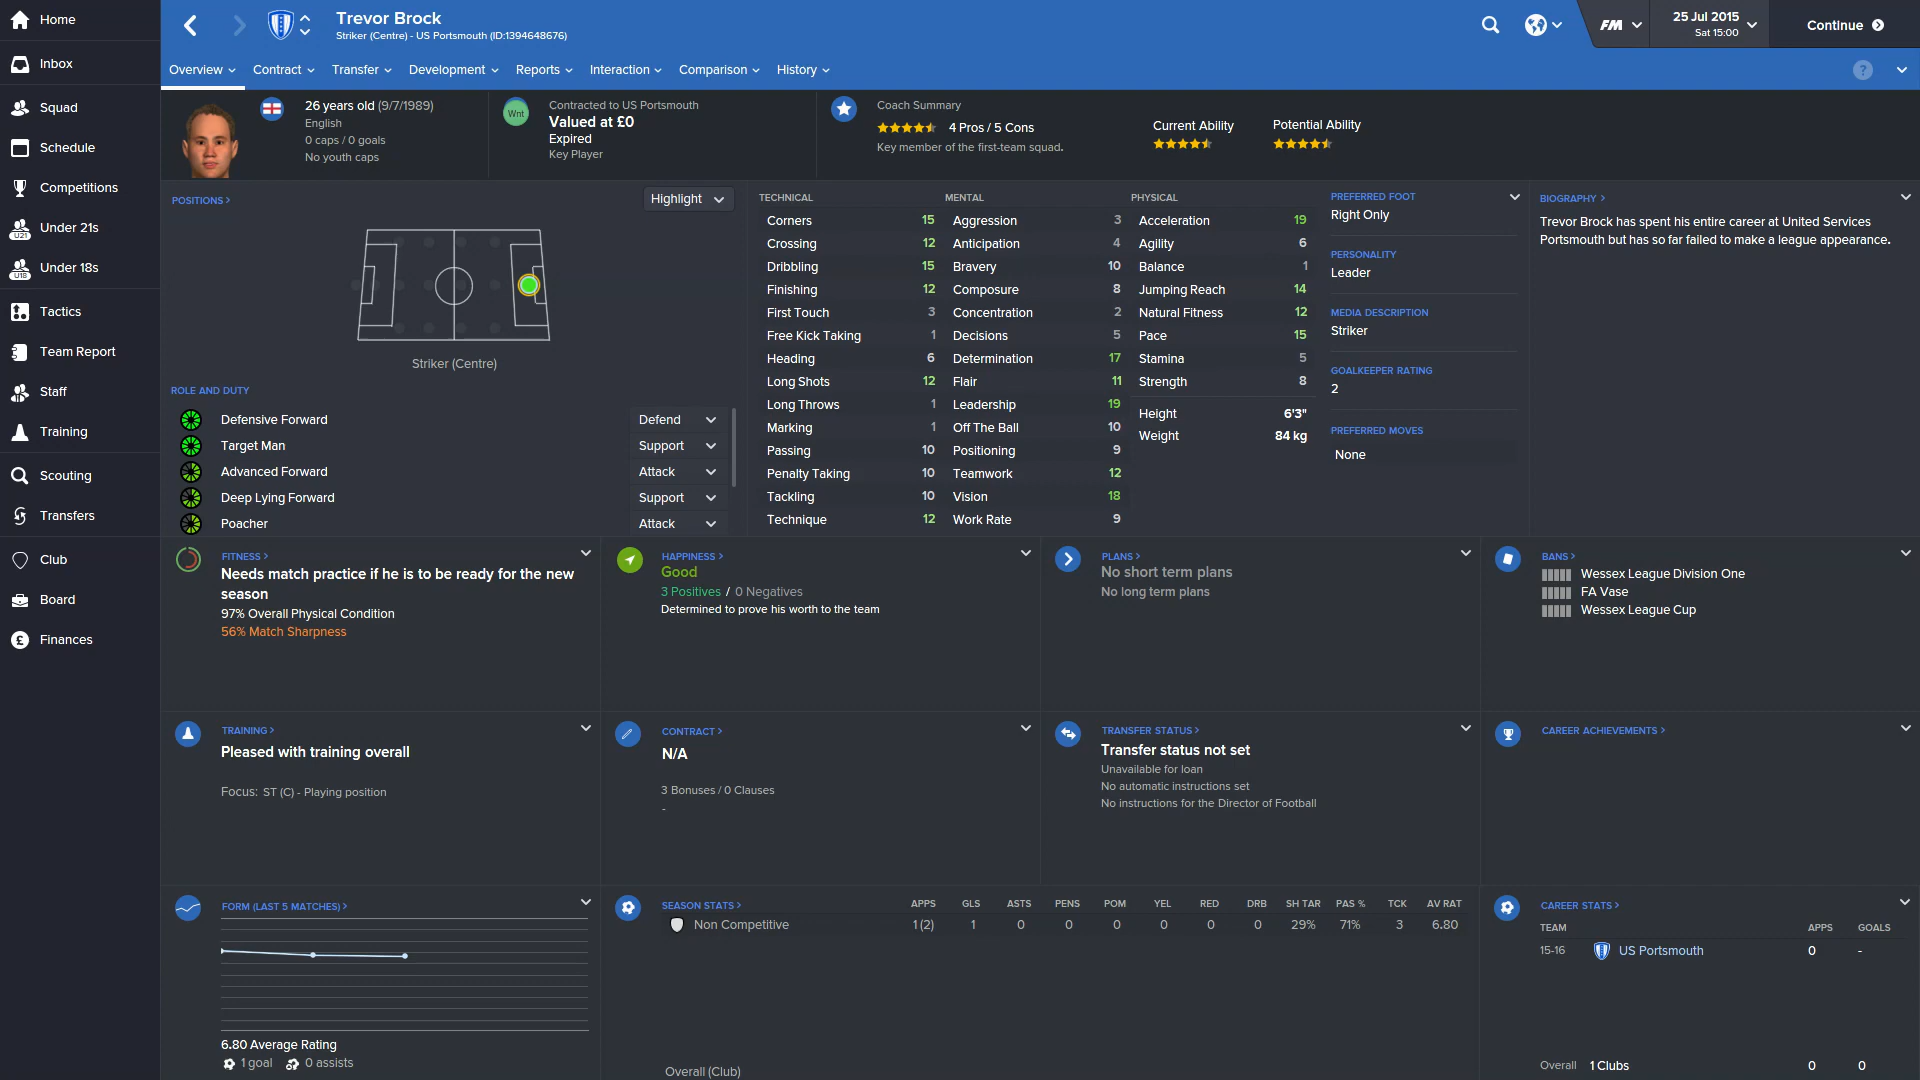 Home
Inbox
Squad
Schedule
Competitions
Under 21s
Under 18s
Tactics
Team Report
Staff
Training
Scouting
Transfers
Club
Board
Finances
Trevor Brock
Striker (Centre) - US Portsmouth (ID:1394648676)
FM
25 Jul 2015
Sat 15:00
Continue
Overview Contract Transfer Development Reports Interaction Comparison History
?
26 years old (9/7/1989)
English
0 caps / 0 goals
No youth caps
Wnt
Contracted to US Portsmouth
Valued at £0
Expired
Key Player
Coach Summary
4 Pros / 5 Cons
Key member of the first-team squad.
Current Ability
Potential Ability
POSITIONS >
Highlight
Striker (Centre)
ROLE AND DUTY
Defensive Forward Defend
Target Man Support
Advanced Forward Attack
Deep Lying Forward Support
Poacher Attack
TECHNICAL
Corners 15
Crossing 12
Dribbling 15
Finishing 12
First Touch 3
Free Kick Taking 1
Heading 6
Long Shots 12
Long Throws 1
Marking 1
Passing 10
Penalty Taking 10
Tackling 10
Technique 12
MENTAL
Aggression 3
Anticipation 4
Bravery 10
Composure 8
Concentration 2
Decisions 5
Determination 17
Flair 11
Leadership 19
Off The Ball 10
Positioning 9
Teamwork 12
Vision 18
Work Rate 9
PHYSICAL
Acceleration 19
Agility 6
Balance 1
Jumping Reach 14
Natural Fitness 12
Pace 15
Stamina 5
Strength 8
Height 6'3"
Weight 84 kg
PREFERRED FOOT
Right Only
PERSONALITY
Leader
MEDIA DESCRIPTION
Striker
GOALKEEPER RATING
2
PREFERRED MOVES
None
BIOGRAPHY >
Trevor Brock has spent his entire career at United Services
Portsmouth but has so far failed to make a league appearance.
FITNESS >
Needs match practice if he is to be ready for the new
season
97% Overall Physical Condition
56% Match Sharpness
HAPPINESS >
Good
3 Positives / 0 Negatives
Determined to prove his worth to the team
PLANS >
No short term plans
No long term plans
BANS >
Wessex League Division One
FA Vase
Wessex League Cup
TRAINING >
Pleased with training overall
Focus: ST (C) - Playing position
CONTRACT >
N/A
3 Bonuses / 0 Clauses
-
TRANSFER STATUS >
Transfer status not set
Unavailable for loan
No automatic instructions set
No instructions for the Director of Football
CAREER ACHIEVEMENTS >
FORM (LAST 5 MATCHES) >
6.80 Average Rating
1 goal 0 assists
SEASON STATS > APPS GLS ASTS PENS POM YEL RED DRB SH TAR PAS % TCK AV RAT
Non Competitive 1 (2) 1 0 0 0 0 0 0 29% 71% 3 6.80
Overall (Club)
CAREER STATS >
TEAM APPS GOALS
15-16 US Portsmouth 0 -
Overall 1 Clubs 0 0